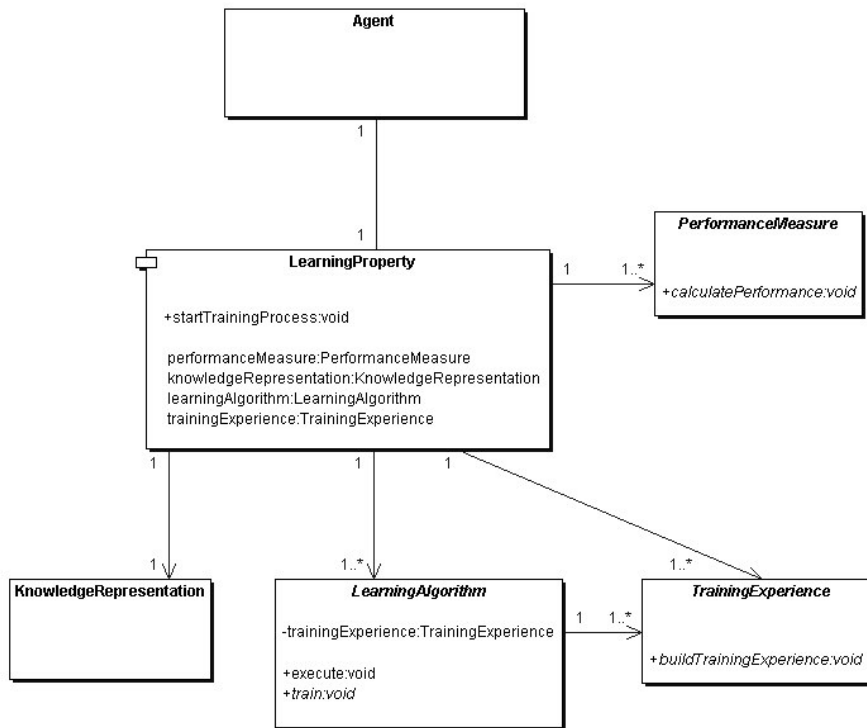 Agent
1
1
LearningProperty
+startTrainingProcess:void
performanceMeasure:PerformanceMeasure
knowledgeRepresentation:KnowledgeRepresentation
learningAlgorithm:LearningAlgorithm
trainingExperience:TrainingExperience
1
1..*
PerformanceMeasure
+calculatePerformance:void
1
1
1
1
1..*
1..*
KnowledgeRepresentation
LearningAlgorithm
-trainingExperience:TrainingExperience
+execute:void
+train:void
1
1..*
TrainingExperience
+buildTrainingExperience:void